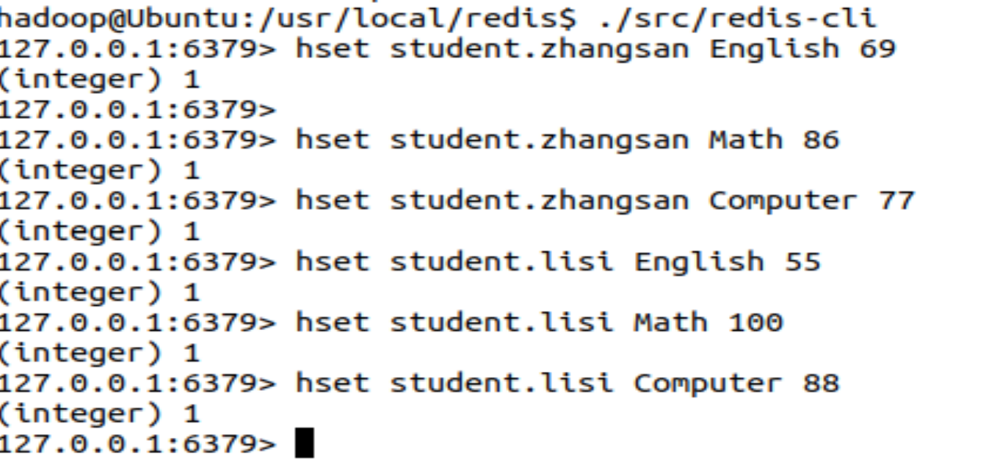 hadoop@Ubuntu:/usr/local/redis$ ./src/redis-cli
127.0.0.1:6379> hset student.zhangsan English 69
(integer) 1
127.0.0.1:6379>
127.0.0.1:6379> hset student.zhangsan Math 86
(integer) 1
127.0.0.1:6379> hset student.zhangsan Computer 77
(integer) 1
127.0.0.1:6379> hset student.lisi English 55
(integer) 1
127.0.0.1:6379> hset student.lisi Math 100
(integer) 1
127.0.0.1:6379> hset student.lisi Computer 88
(integer) 1
127.0.0.1:6379>